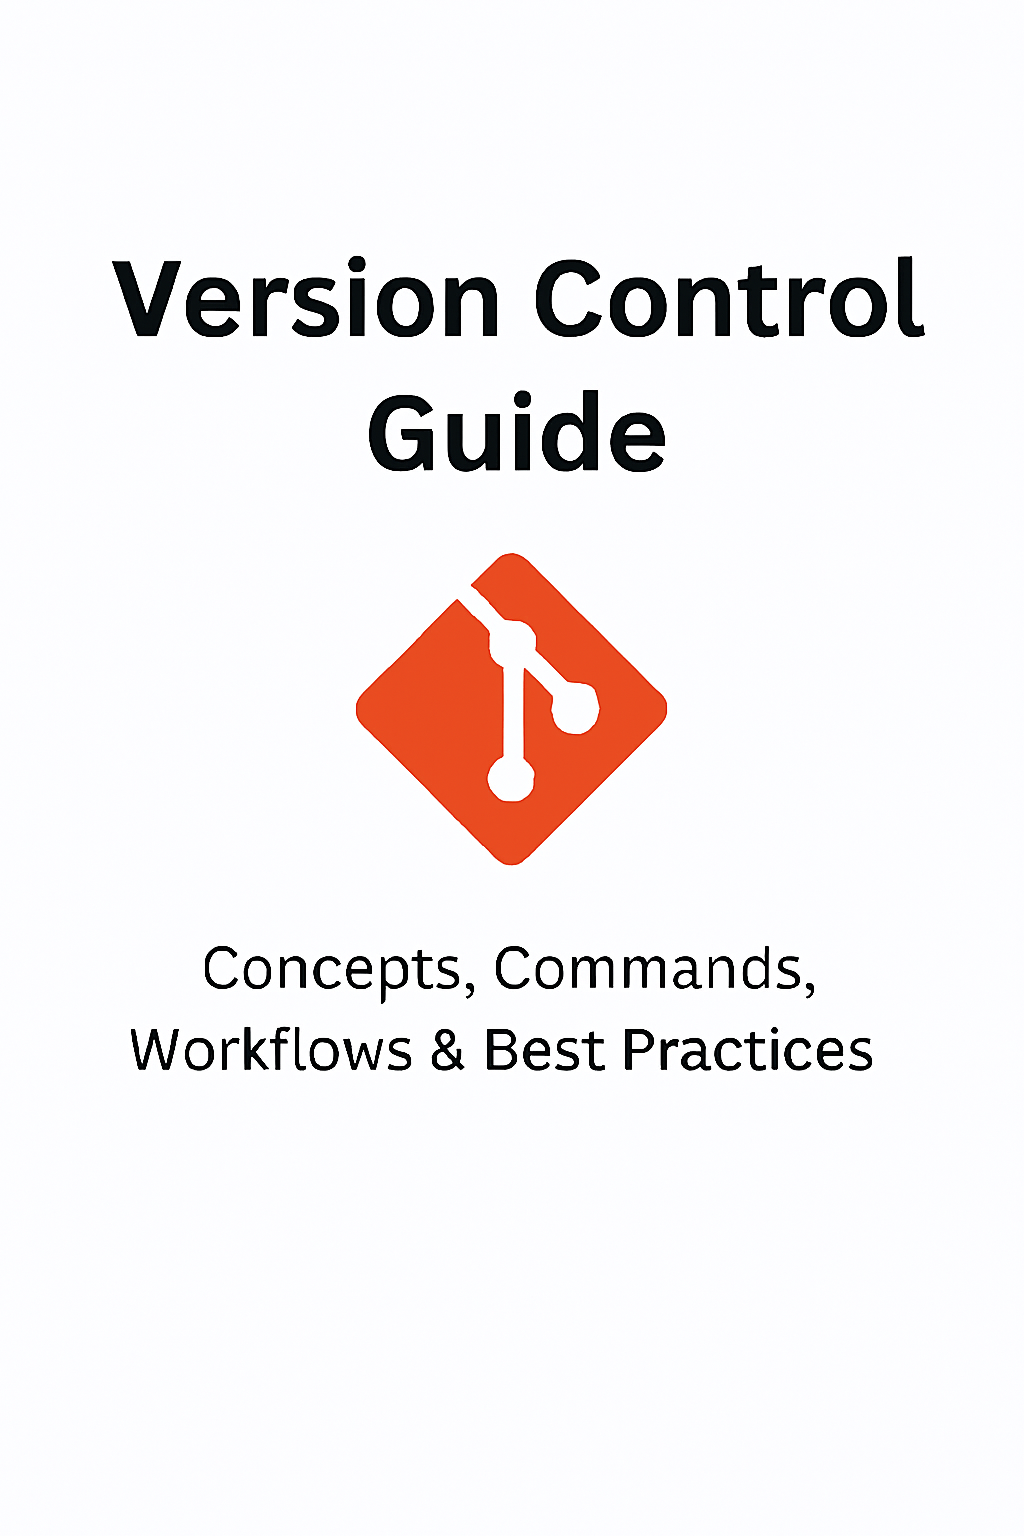 Version Control
Guide
Concepts, Commands,
Workflows & Best Practices